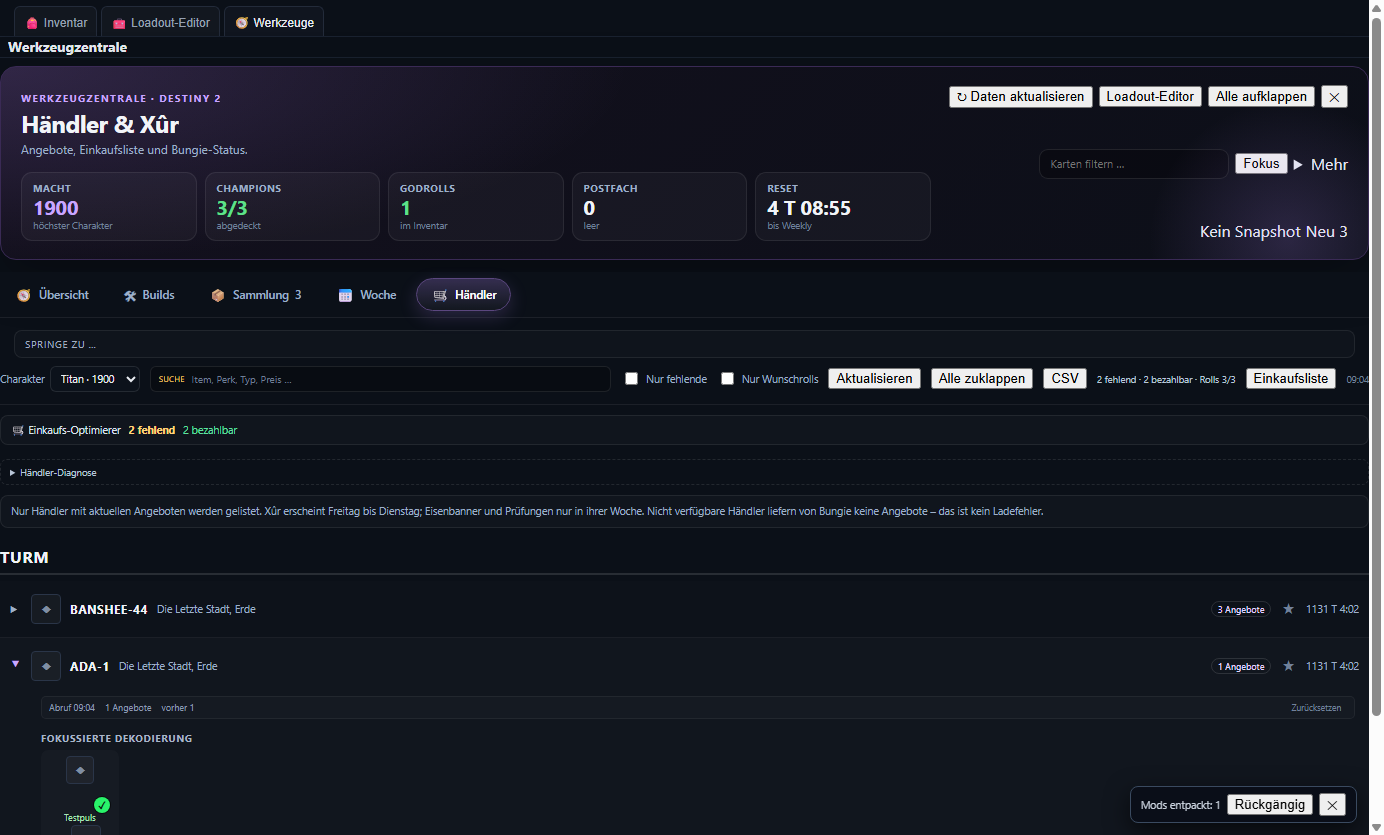 Inventar
Loadout-Editor
Werkzeuge
Werkzeugzentrale
WERKZEUGZENTRALE · DESTINY 2
Händler & Xûr
Angebote, Einkaufsliste und Bungie-Status.
↻ Daten aktualisieren
Loadout-Editor
Alle aufklappen
×
Karten filtern ...
Fokus
▶ Mehr
MACHT
1900
höchster Charakter
CHAMPIONS
3/3
abgedeckt
GODROLLS
1
im Inventar
POSTFACH
0
leer
RESET
4 T 08:55
bis Weekly
Kein Snapshot Neu 3
Übersicht
Builds
Sammlung 3
Woche
Händler
SPRINGE ZU ...
Charakter
Titan · 1900
SUCHE Item, Perk, Typ, Preis ...
Nur fehlende
Nur Wunschrolls
Aktualisieren
Alle zuklappen
CSV
2 fehlend · 2 bezahlbar · Rolls 3/3
Einkaufsliste
09:04
Einkaufs-Optimierer 2 fehlend 2 bezahlbar
▶ Händler-Diagnose
Nur Händler mit aktuellen Angeboten werden gelistet. Xûr erscheint Freitag bis Dienstag; Eisenbanner und Prüfungen nur in ihrer Woche. Nicht verfügbare Händler liefern von Bungie keine Angebote – das ist kein Ladefehler.
TURM
BANSHEE-44 Die Letzte Stadt, Erde
3 Angebote ★ 1131 T 4:02
ADA-1 Die Letzte Stadt, Erde
1 Angebote ★ 1131 T 4:02
Abruf 09:04 1 Angebote vorher 1
Zurücksetzen
FOKUSSIERTE DEKODIERUNG
Testpuls
Mods entpackt: 1
Rückgängig
×